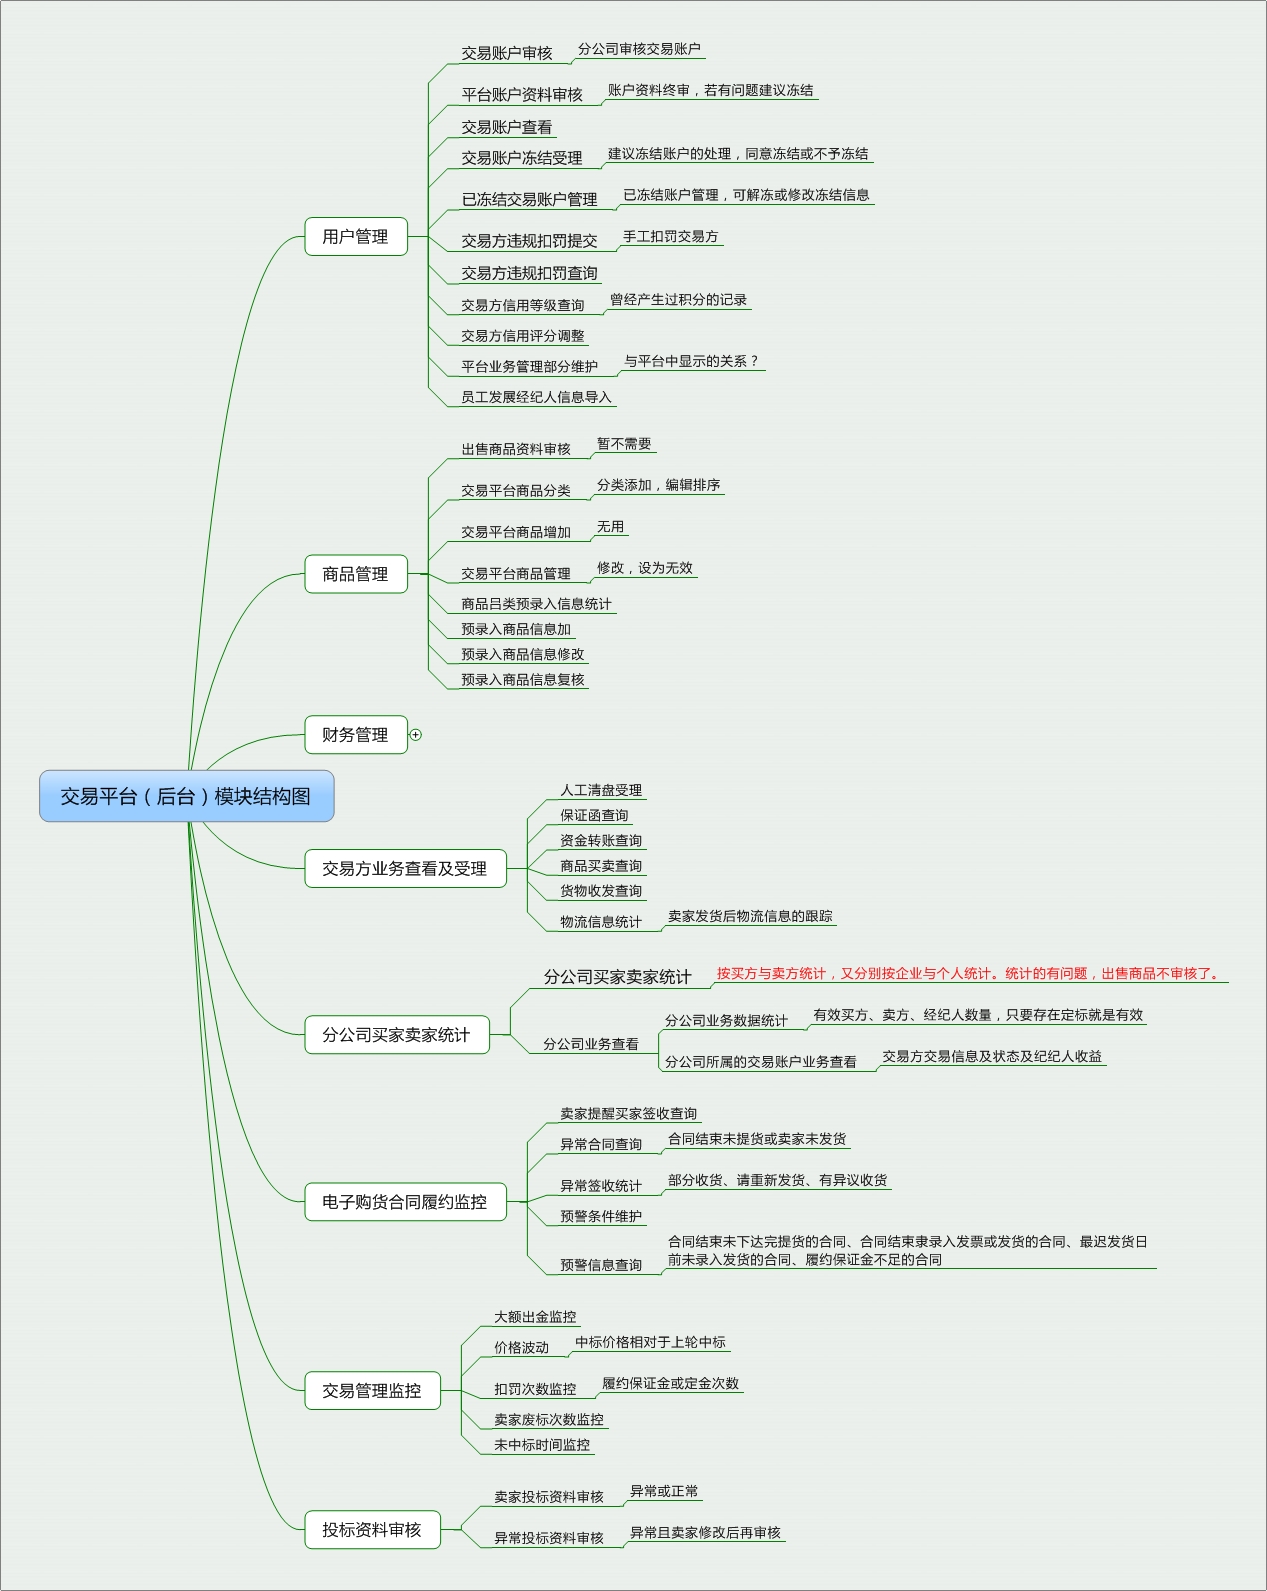 交易平台（后台）模块结构图
用户管理
交易账户审核
分公司审核交易账户
平台账户资料审核
账户资料终审，若有问题建议冻结
交易账户查看
交易账户冻结受理
建议冻结账户的处理，同意冻结或不予冻结
已冻结交易账户管理
已冻结账户管理，可解冻或修改冻结信息
交易方违规扣罚提交
手工扣罚交易方
交易方违规扣罚查询
交易方信用等级查询
曾经产生过积分的记录
交易方信用评分调整
平台业务管理部分维护
与平台中显示的关系？
员工发展经纪人信息导入
商品管理
出售商品资料审核
暂不需要
交易平台商品分类
分类添加，编辑排序
交易平台商品增加
无用
交易平台商品管理
修改，设为无效
商品吕类预录入信息统计
预录入商品信息加
预录入商品信息修改
预录入商品信息复核
财务管理
交易方业务查看及受理
人工清盘受理
保证函查询
资金转账查询
商品买卖查询
货物收发查询
物流信息统计
卖家发货后物流信息的跟踪
分公司买家卖家统计
分公司买家卖家统计
按买方与卖方统计，又分别按企业与个人统计。统计的有问题，出售商品不审核了。
分公司业务查看
分公司业务数据统计
有效买方、卖方、经纪人数量，只要存在定标就是有效
分公司所属的交易账户业务查看
交易方交易信息及状态及纪纪人收益
电子购货合同履约监控
卖家提醒买家签收查询
异常合同查询
合同结束未提货或卖家未发货
异常签收统计
部分收货、请重新发货、有异议收货
预警条件维护
预警信息查询
合同结束未下达完提货的合同、合同结束隶录入发票或发货的合同、最迟发货日
前未录入发货的合同、履约保证金不足的合同
交易管理监控
大额出金监控
价格波动
中标价格相对于上轮中标
扣罚次数监控
履约保证金或定金次数
卖家废标次数监控
未中标时间监控
投标资料审核
卖家投标资料审核
异常或正常
异常投标资料审核
异常且卖家修改后再审核